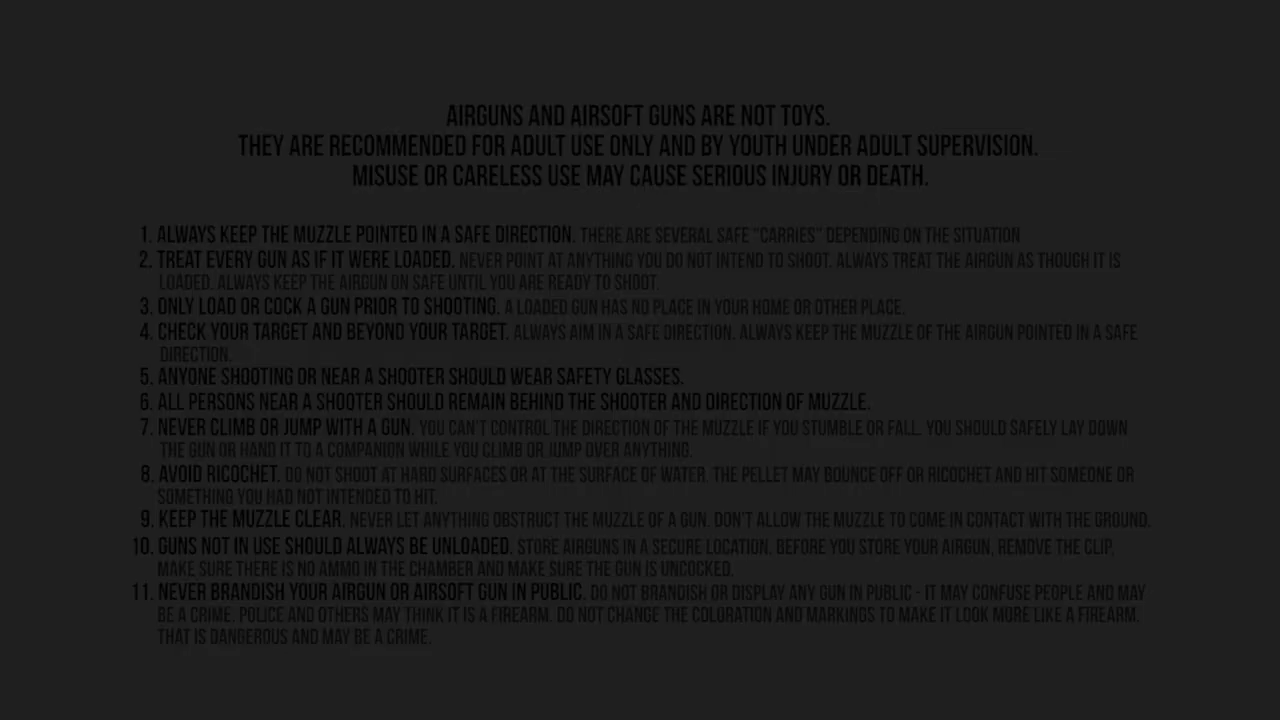 AIRGUNS AND AIRSOFT GUNS ARE NOT TOYS.
THEY ARE RECOMMENDED FOR ADULT USE ONLY AND BY YOUTH UNDER ADULT SUPERVISION.
MISUSE OR CARELESS USE MAY CAUSE SERIOUS INJURY OR DEATH.
1. ALWAYS KEEP THE MUZZLE POINTED IN A SAFE DIRECTION. THERE ARE SEVERAL SAFE "CARRIES" DEPENDING ON THE SITUATION
2. TREAT EVERY GUN AS IF IT WERE LOADED. NEVER POINT AT ANYTHING YOU DO NOT INTEND TO SHOOT. ALWAYS TREAT THE AIRGUN AS THOUGH IT IS
LOADED. ALWAYS KEEP THE AIRGUN ON SAFE UNTIL YOU ARE READY TO SHOOT.
3. ONLY LOAD OR COCK A GUN PRIOR TO SHOOTING. A LOADED GUN HAS NO PLACE IN YOUR HOME OR OTHER PLACE.
4. CHECK YOUR TARGET AND BEYOND YOUR TARGET. ALWAYS AIM IN A SAFE DIRECTION. ALWAYS KEEP THE MUZZLE OF THE AIRGUN POINTED IN A SAFE
DIRECTION.
5. ANYONE SHOOTING OR NEAR A SHOOTER SHOULD WEAR SAFETY GLASSES.
6. ALL PERSONS NEAR A SHOOTER SHOULD REMAIN BEHIND THE SHOOTER AND DIRECTION OF MUZZLE.
7. NEVER CLIMB OR JUMP WITH A GUN. YOU CAN'T CONTROL THE DIRECTION OF THE MUZZLE IF YOU STUMBLE OR FALL. YOU SHOULD SAFELY LAY DOWN
THE GUN OR HAND IT TO A COMPANION WHILE YOU CLIMB OR JUMP OVER ANYTHING.
8. AVOID RICOCHET. DO NOT SHOOT AT HARD SURFACES OR AT THE SURFACE OF WATER. THE PELLET MAY BOUNCE OFF OR RICOCHET AND HIT SOMEONE OR
SOMETHING YOU HAD NOT INTENDED TO HIT.
9. KEEP THE MUZZLE CLEAR. NEVER LET ANYTHING OBSTRUCT THE MUZZLE OF A GUN. DON'T ALLOW THE MUZZLE TO COME IN CONTACT WITH THE GROUND.
10. GUNS NOT IN USE SHOULD ALWAYS BE UNLOADED. STORE AIRGUNS IN A SECURE LOCATION. BEFORE YOU STORE YOUR AIRGUN, REMOVE THE CLIP,
MAKE SURE THERE IS NO AMMO IN THE CHAMBER AND MAKE SURE THE GUN IS UNCOCKED.
11. NEVER BRANDISH YOUR AIRGUN OR AIRSOFT GUN IN PUBLIC. DO NOT BRANDISH OR DISPLAY ANY GUN IN PUBLIC - IT MAY CONFUSE PEOPLE AND MAY
BE A CRIME. POLICE AND OTHERS MAY THINK IT IS A FIREARM. DO NOT CHANGE THE COLORATION AND MARKINGS TO MAKE IT LOOK MORE LIKE A FIREARM.
THAT IS DANGEROUS AND MAY BE A CRIME.